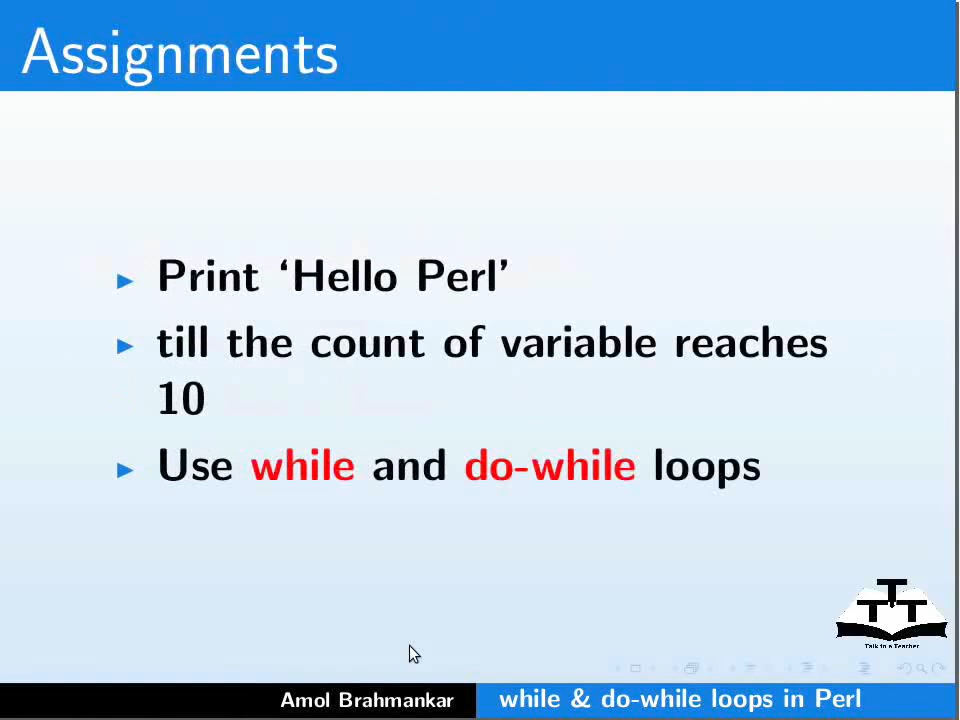 Assignments
Print ‘Hello Perl’
till the count of variable reaches
10
Use while and do-while loops
TTT
Talk to a Teacher
Amol Brahmankar
while & do-while loops in Perl